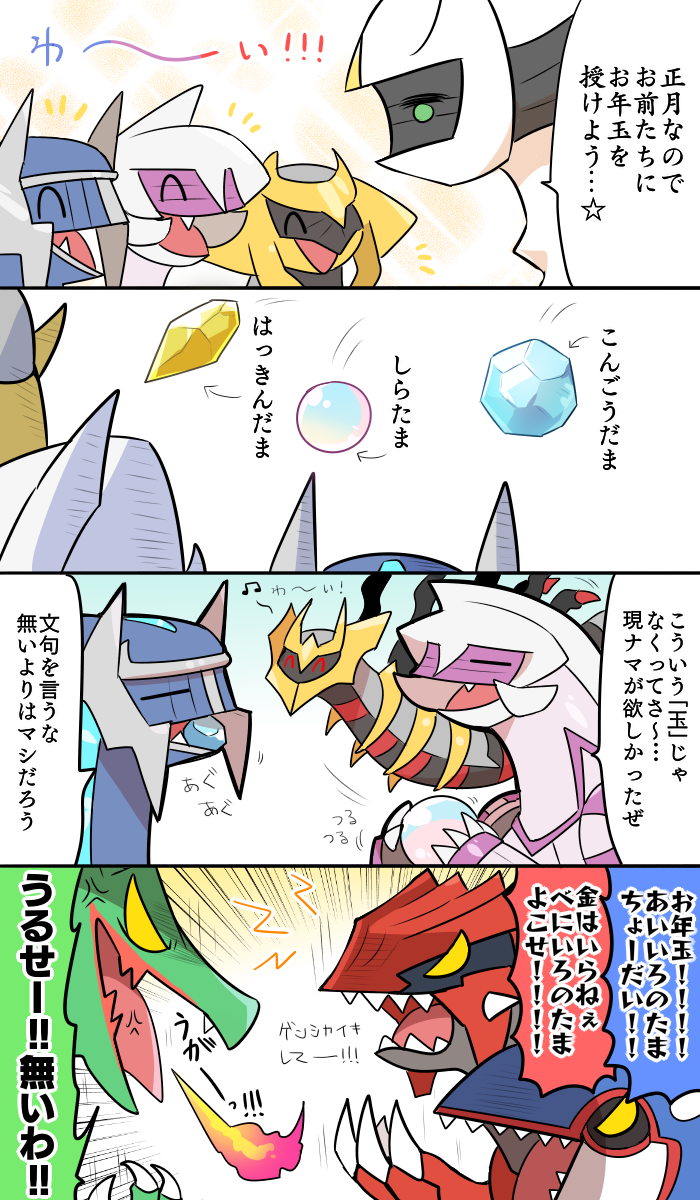 正月なので
お前たちに
お年玉を
授けよう…☆
わ〜い!!!
こんごうだま
しらたま
はっきんだま
こういう「玉」じゃ
なくってさ～…
現ナマが欲しかったぜ
わ〜い!
つる
つる
文句を言うな
無いよりはマシだろう
あぐ
あぐ
お年玉!!!!
あいいろのたま
ちょーだい!!!
金はいらねぇ
べにいろのたま
よこせ!!!!!
ゲンシカイキ
してー!!!
うがーっ!!!
うるせー!!無いわ!!